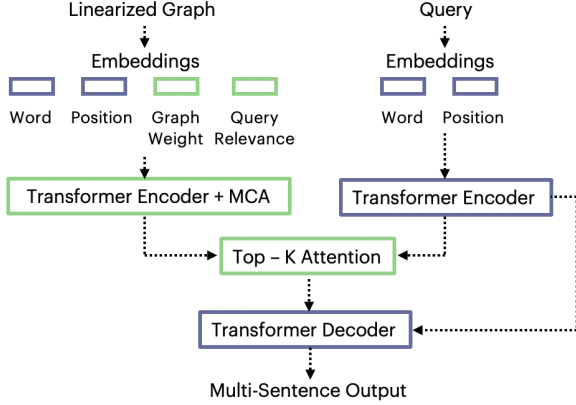 Linearized Graph
Query
Embeddings
Embeddings
Word
Position
Graph
Weight
Query
Relevance
Word
Position
Transformer Encoder + MCA
Transformer Encoder
Top – K Attention
Transformer Decoder
Multi-Sentence Output